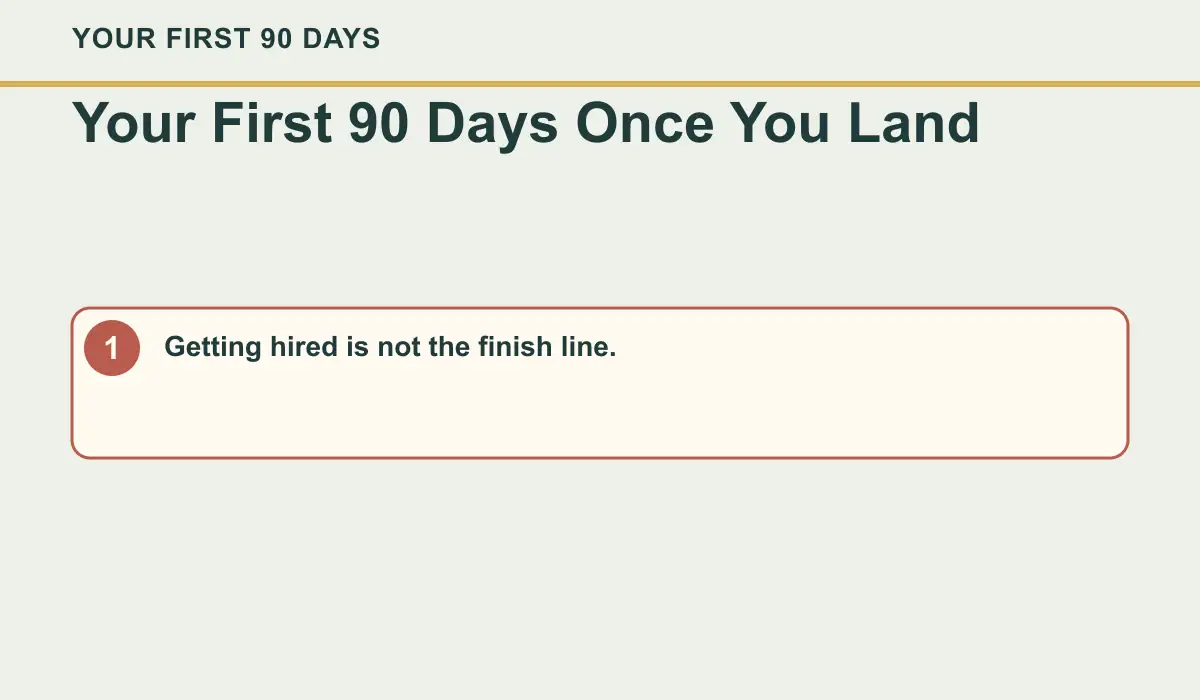 YOUR FIRST 90 DAYS
Your First 90 Days Once You Land
1 Getting hired is not the finish line.